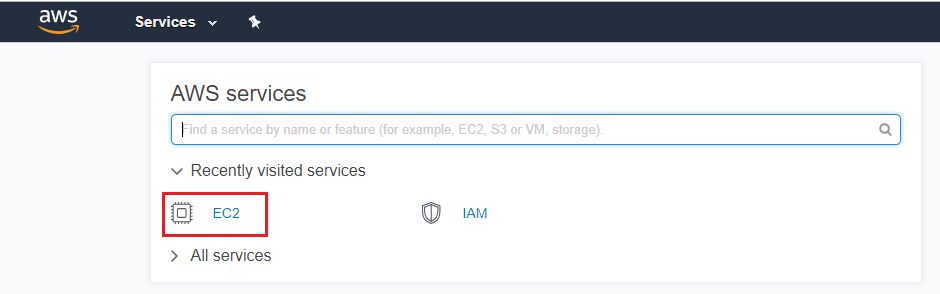 aws Services
AWS services
Find a service by name or feature (for example, EC2, S3 or VM, storage).
Recently visited services
EC2 IAM
All services